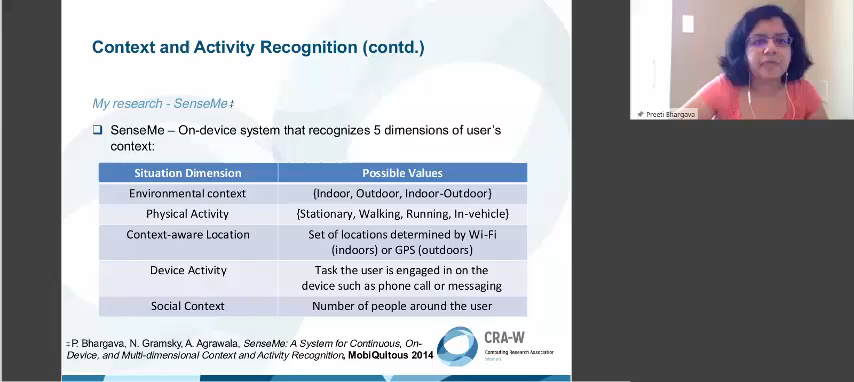 Context and Activity Recognition (contd.)
My research - SenseMe‡
SenseMe – On-device system that recognizes 5 dimensions of user's
context:
Situation Dimension Possible Values
Environmental context {Indoor, Outdoor, Indoor-Outdoor}
Physical Activity {Stationary, Walking, Running, In-vehicle}
Context-aware Location Set of locations determined by Wi-Fi
(indoors) or GPS (outdoors)
Device Activity Task the user is engaged in on the
device such as phone call or messaging
Social Context Number of people around the user
‡P. Bhargava, N. Gramsky, A. Agrawala, SenseMe: A System for Continuous, On-
Device, and Multi-dimensional Context and Activity Recognition, MobiQuitous 2014
CRA-W
Computing Research Association
Preeti Bhargava